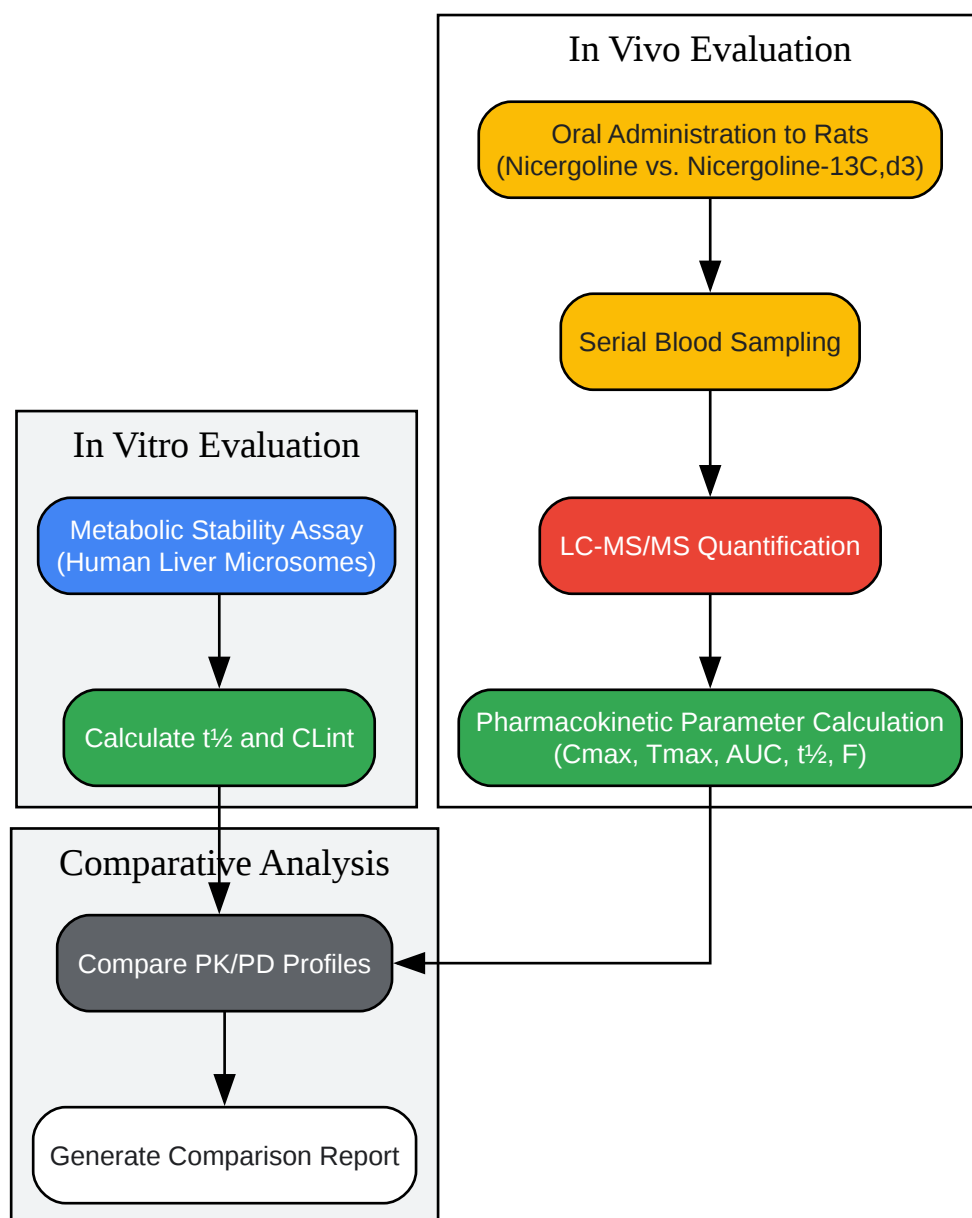 In Vivo Evaluation
Oral Administration to Rats
(Nicergoline vs. Nicergoline-13C,d3)
Serial Blood Sampling
LC-MS/MS Quantification
Pharmacokinetic Parameter Calculation
(Cmax, Tmax, AUC, t½, F)
In Vitro Evaluation
Metabolic Stability Assay
(Human Liver Microsomes)
Calculate t½ and CLint
Comparative Analysis
Compare PK/PD Profiles
Generate Comparison Report